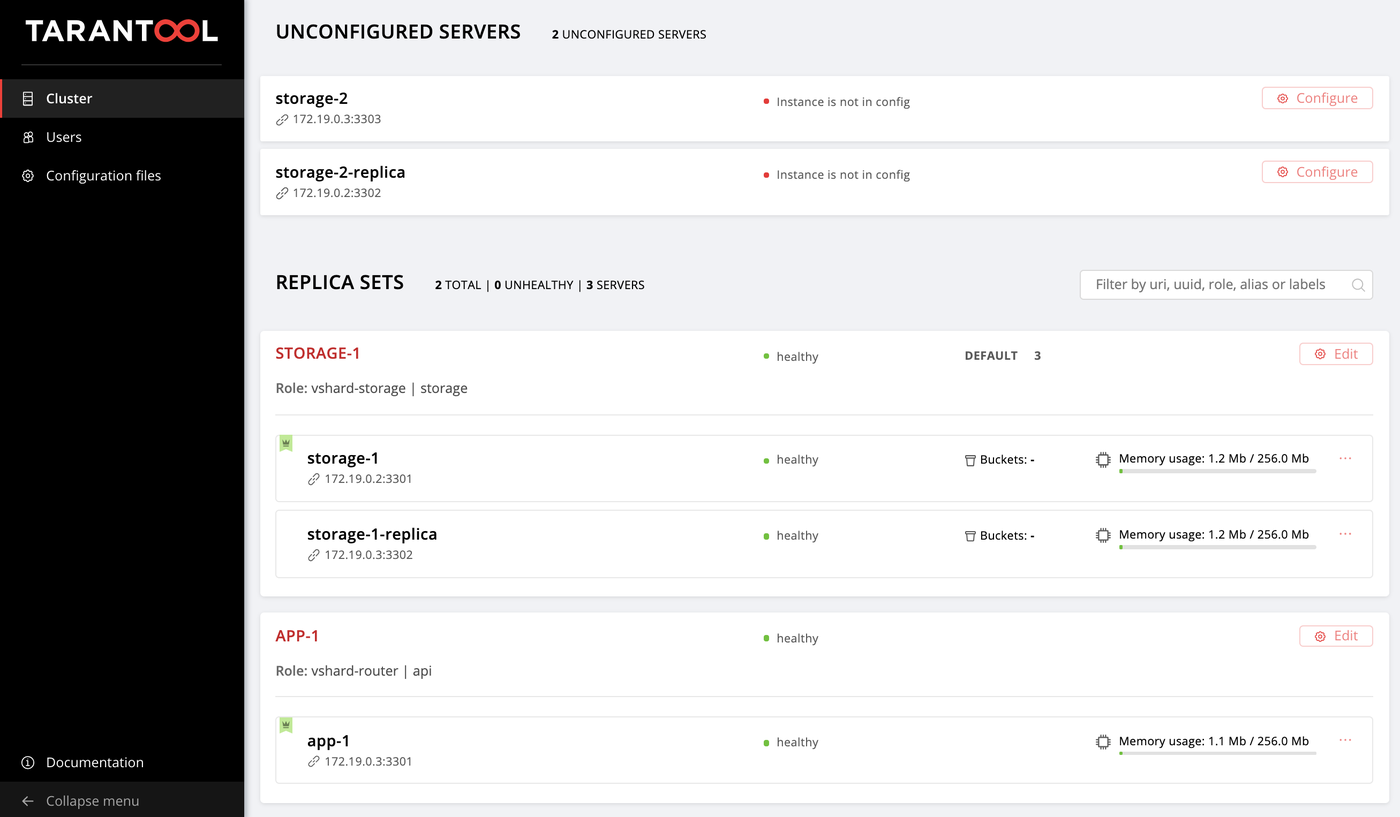 TARANTOOL
Cluster
Users
Configuration files
Documentation
Collapse menu
UNCONFIGURED SERVERS 2 UNCONFIGURED SERVERS
storage-2 Instance is not in config Configure
172.19.0.3:3303
storage-2-replica Instance is not in config Configure
172.19.0.2:3302
REPLICA SETS 2 TOTAL | 0 UNHEALTHY | 3 SERVERS Filter by uri, uuid, role, alias or labels
STORAGE-1 healthy DEFAULT 3 Edit
Role: vshard-storage | storage
storage-1 healthy Buckets: - Memory usage: 1.2 Mb / 256.0 Mb ...
172.19.0.2:3301
storage-1-replica healthy Buckets: - Memory usage: 1.2 Mb / 256.0 Mb ...
172.19.0.3:3302
APP-1 healthy Edit
Role: vshard-router | api
app-1 healthy Memory usage: 1.1 Mb / 256.0 Mb ...
172.19.0.3:3301